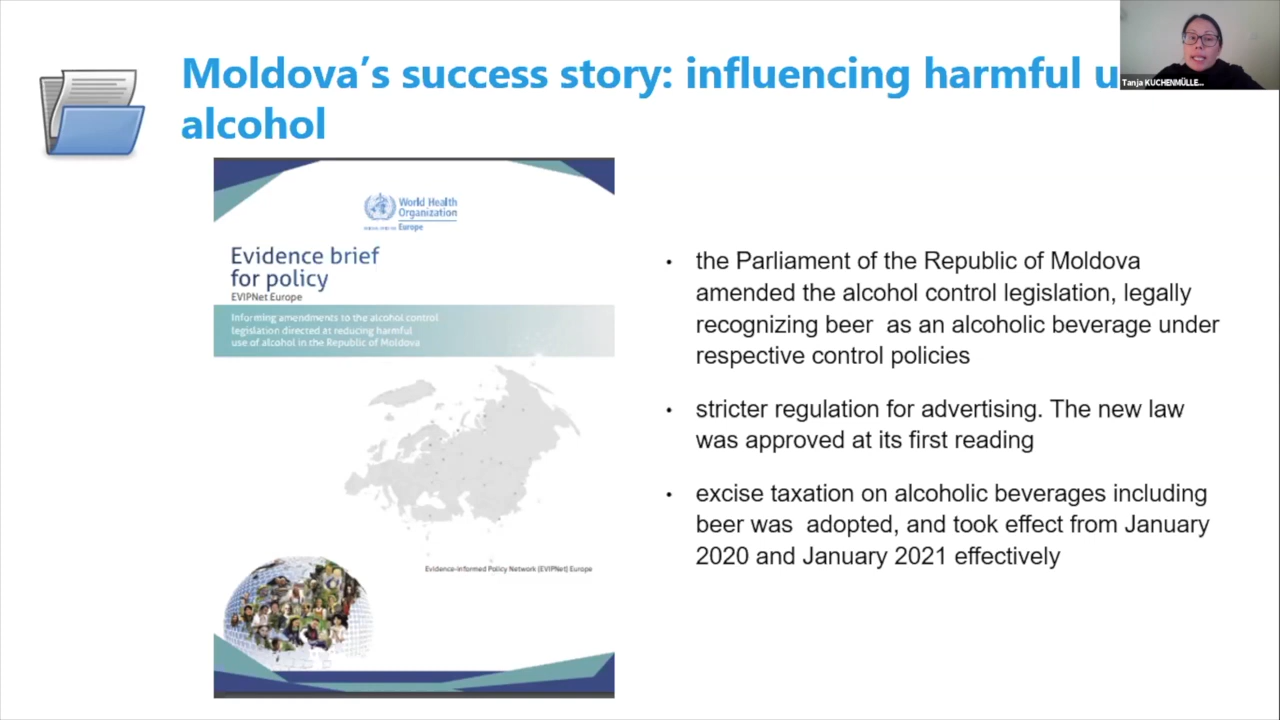 Moldova’s success story: influencing harmful u
alcohol
Tanja KUCHENMÜLLE...
World Health
Organization
Europe
Evidence brief
for policy
EVIPNet Europe
Informing amendments to the alcohol control
legislation directed at reducing harmful
use of alcohol in the Republic of Moldova
Evidence-informed Policy Network (EVIPNet) Europe
• the Parliament of the Republic of Moldova
amended the alcohol control legislation, legally
recognizing beer as an alcoholic beverage under
respective control policies
• stricter regulation for advertising. The new law
was approved at its first reading
• excise taxation on alcoholic beverages including
beer was adopted, and took effect from January
2020 and January 2021 effectively